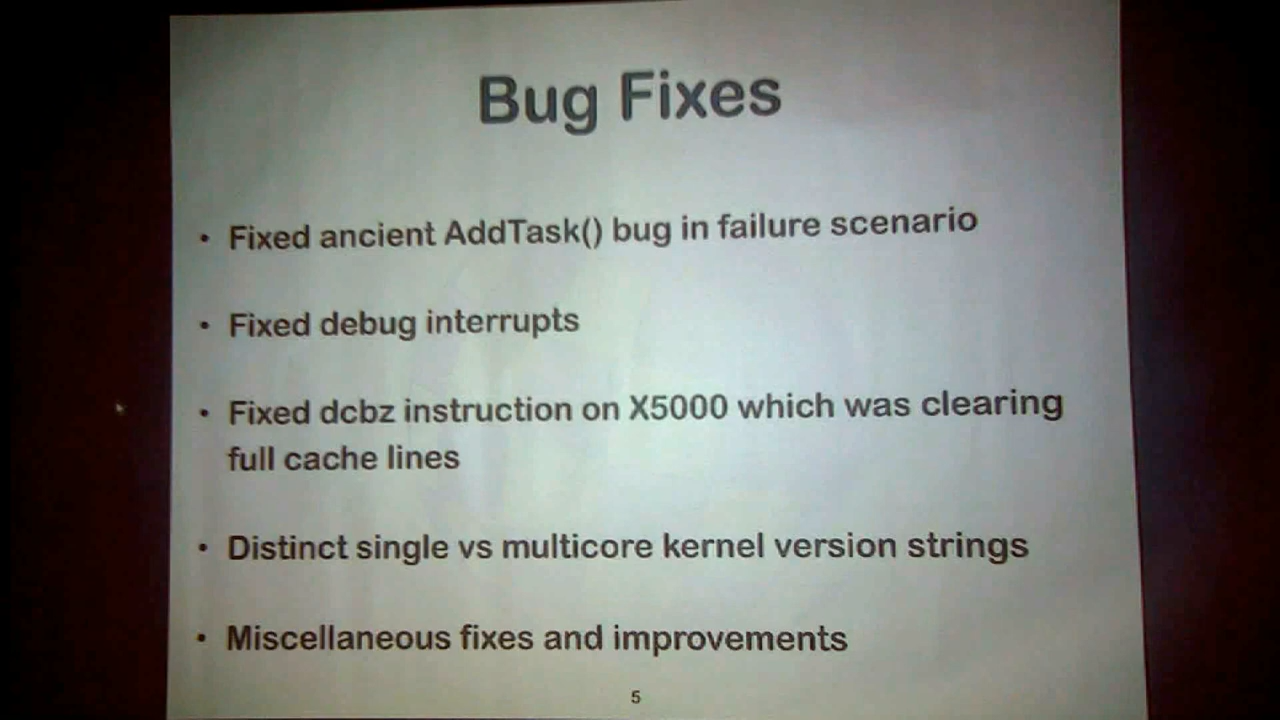 Bug Fixes
• Fixed ancient AddTask() bug in failure scenario
• Fixed debug interrupts
• Fixed dcbz instruction on X5000 which was clearing
full cache lines
• Distinct single vs multicore kernel version strings
• Miscellaneous fixes and improvements
5